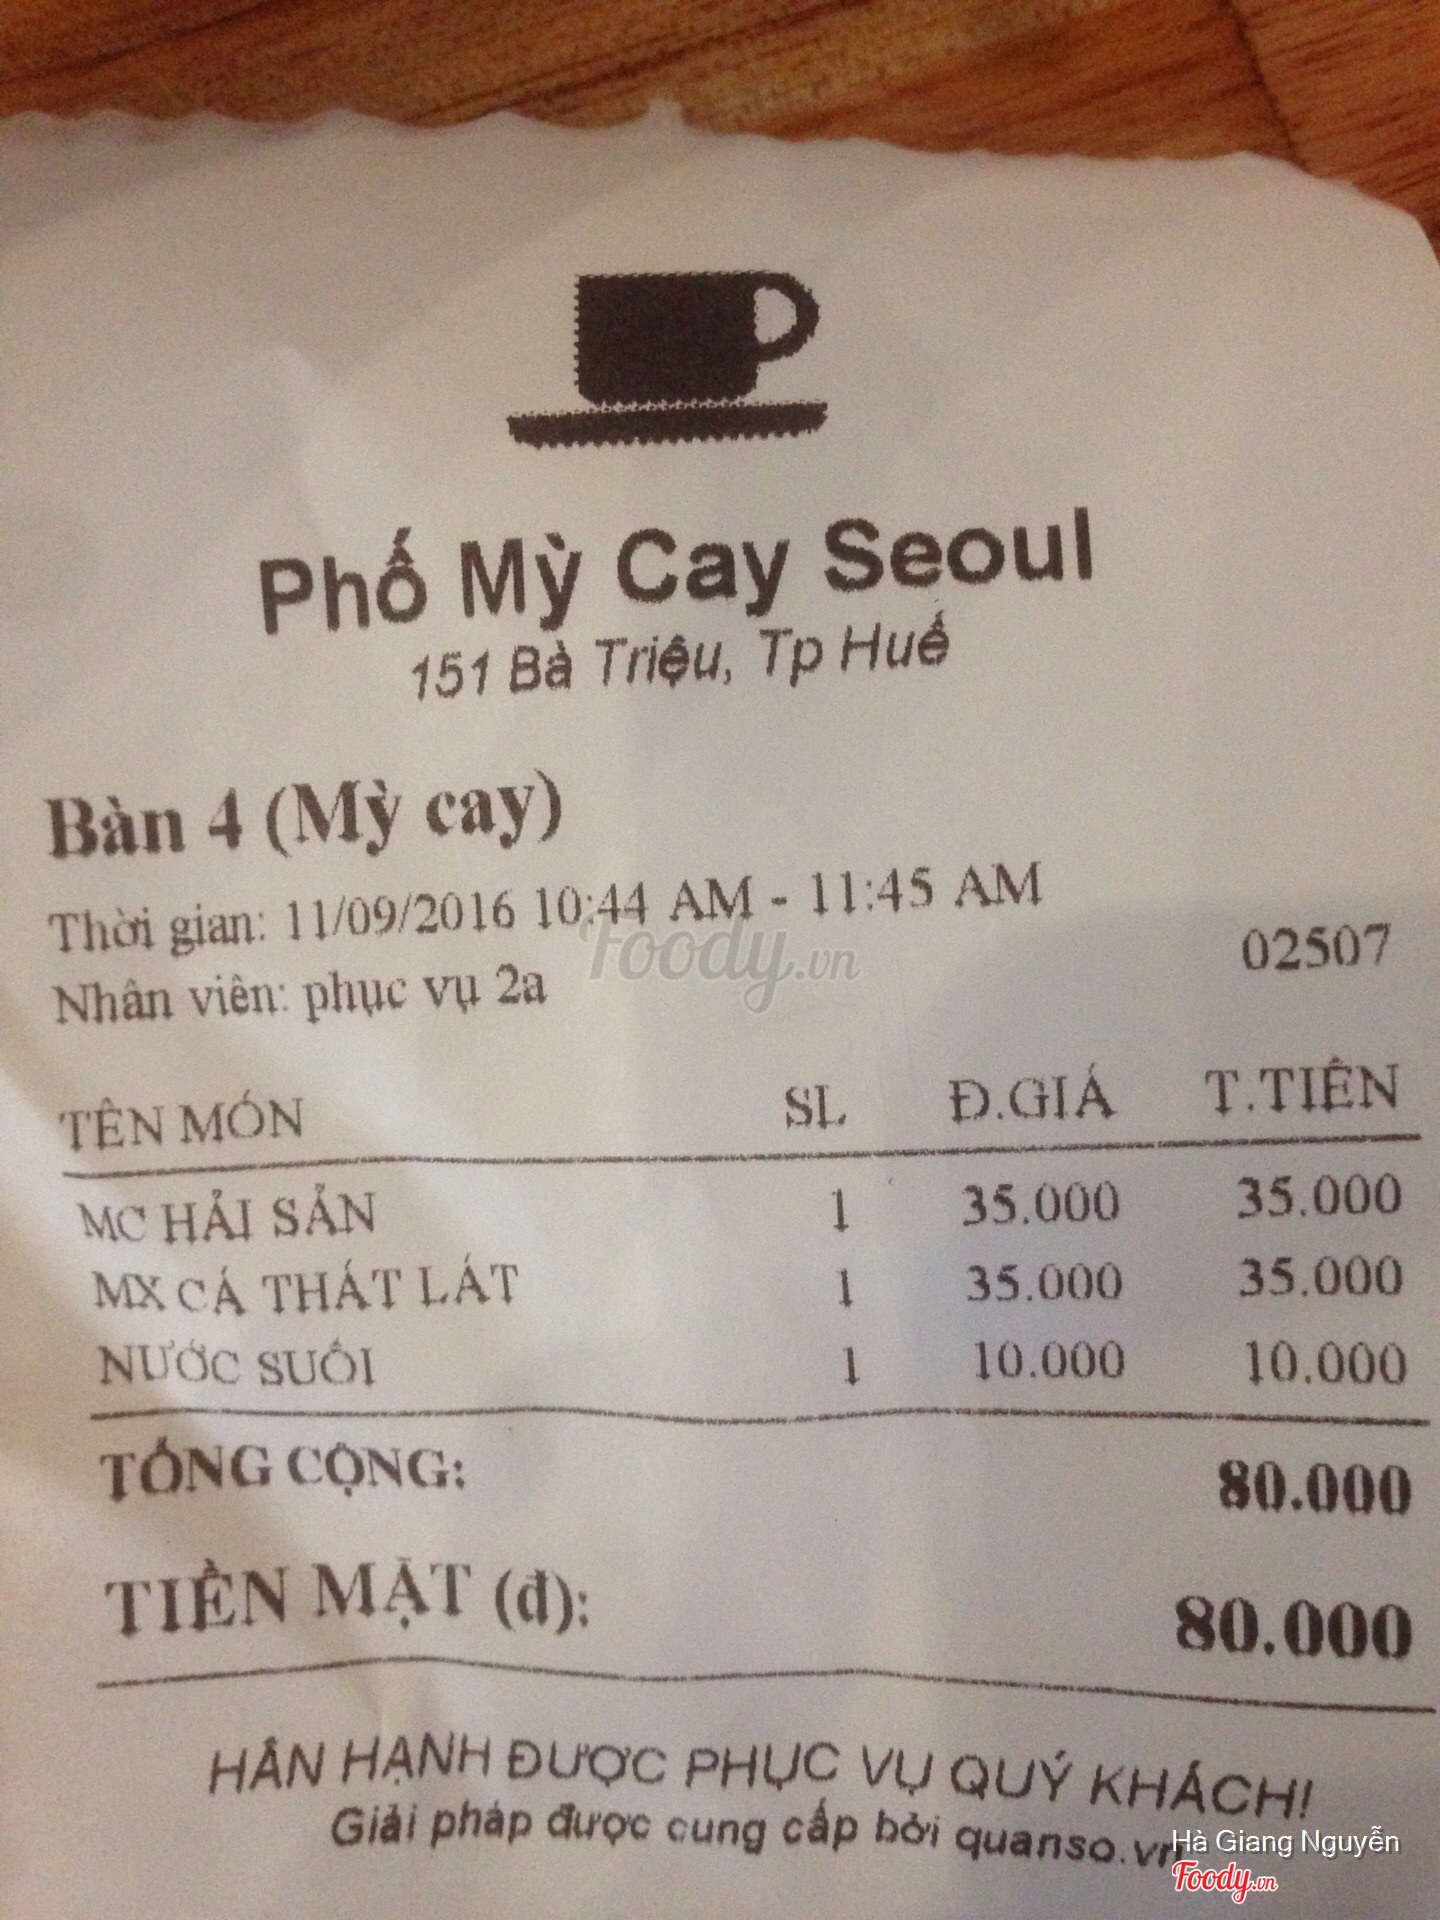 Phố Mỳ Cay Seoul
151 Bà Triệu, Tp Huế
Bàn 4 (Mỳ cay)
Thời gian: 11/09/2016 10:44 AM - 11:45 AM
Foody.vn
02507
Nhân viên: phục vụ 2a
TÊN MÓN SL Đ.GIÁ T.TIỀN
MC HẢI SẢN 1 35.000 35.000
MX CÁ THÁT LÁT 1 35.000 35.000
NƯỚC SUỐI 1 10.000 10.000
TỔNG CỘNG: 80.000
TIỀN MẶT (đ): 80.000
HÂN HẠNH ĐƯỢC PHỤC VỤ QUÝ KHÁCH!
Giải pháp được cung cấp bởi quanso.vn
Hà Giang Nguyễn
Foody.vn